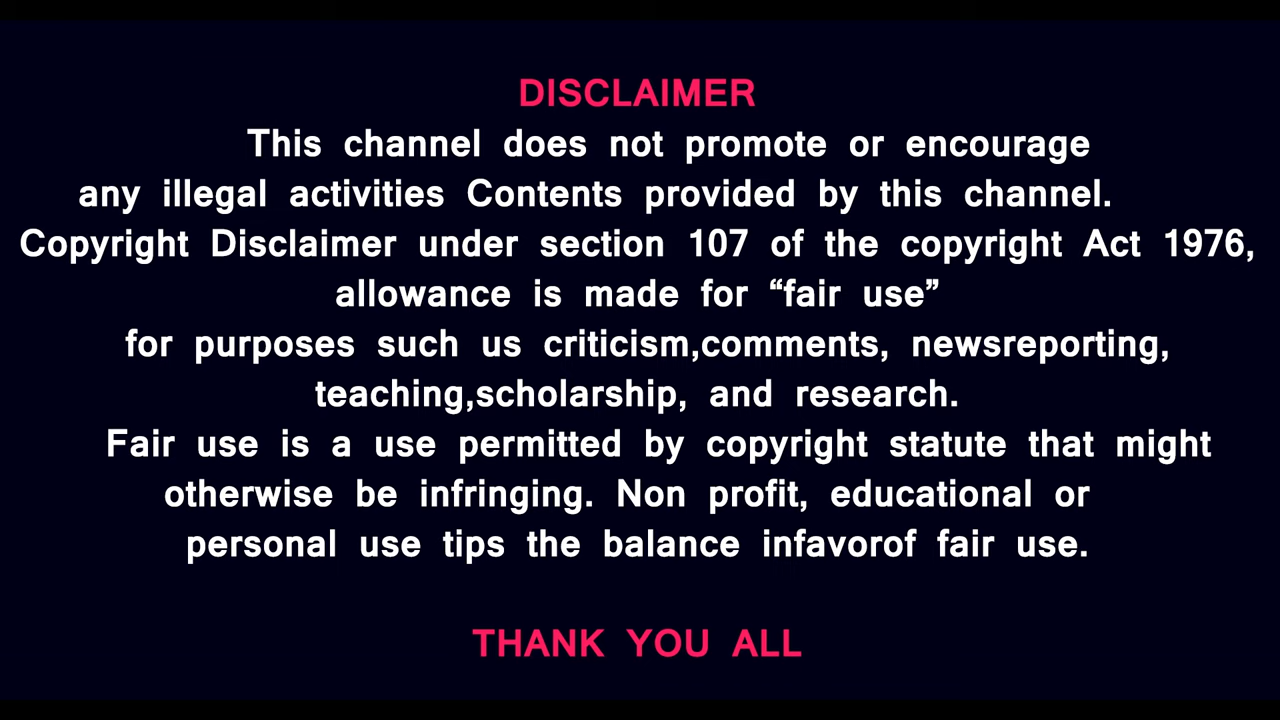 DISCLAIMER
This channel does not promote or encourage
any illegal activities Contents provided by this channel.
Copyright Disclaimer under section 107 of the copyright Act 1976,
allowance is made for “fair use”
for purposes such us criticism,comments, newsreporting,
teaching,scholarship, and research.
Fair use is a use permitted by copyright statute that might
otherwise be infringing. Non profit, educational or
personal use tips the balance infavorof fair use.
THANK YOU ALL